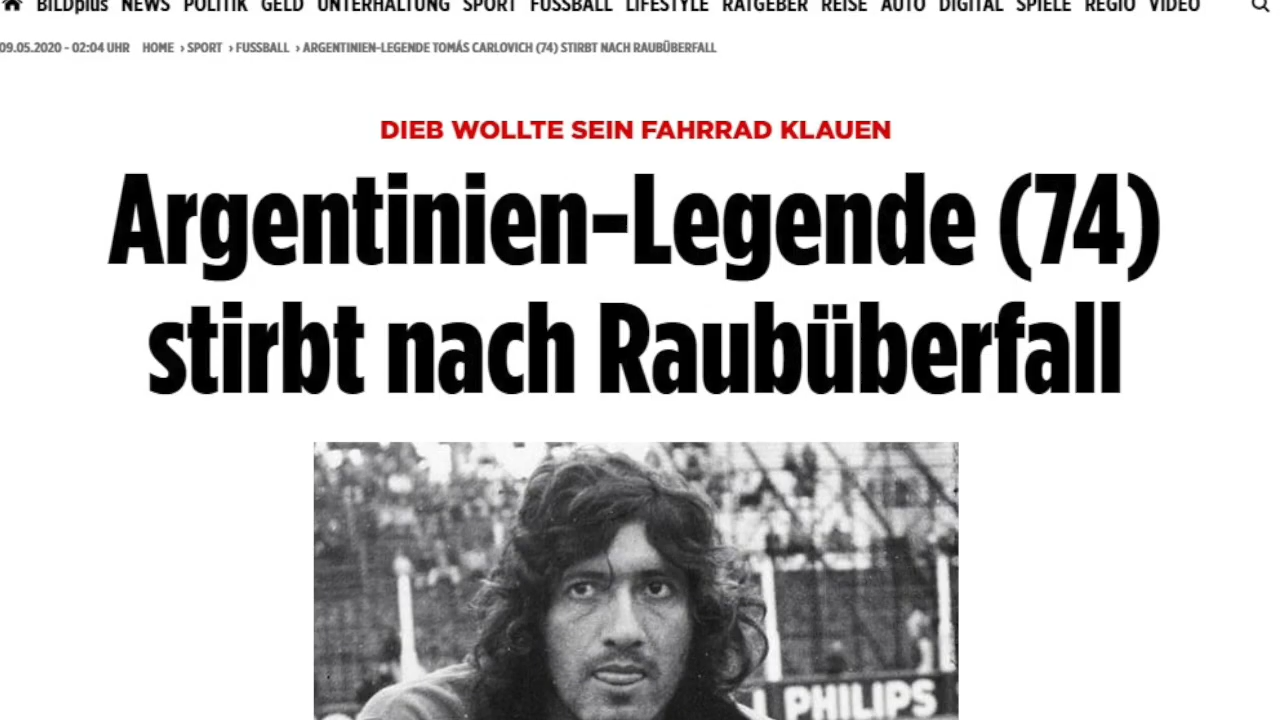 BILDplus NEWS POLITIK GELD UNTERHALTUNG SPORT FUSSBALL LIFESTYLE RATGEBER REISE AUTO DIGITAL SPIELE REGIO VIDEO
09.05.2020 - 02:04 UHR HOME › SPORT › FUSSBALL › ARGENTINIEN-LEGENDE TOMÁS CARLOVICH (74) STIRBT NACH RAUBÜBERFALL
DIEB WOLLTE SEIN FAHRRAD KLAUEN
Argentinien-Legende (74)
stirbt nach Raubüberfall
PHILIPS